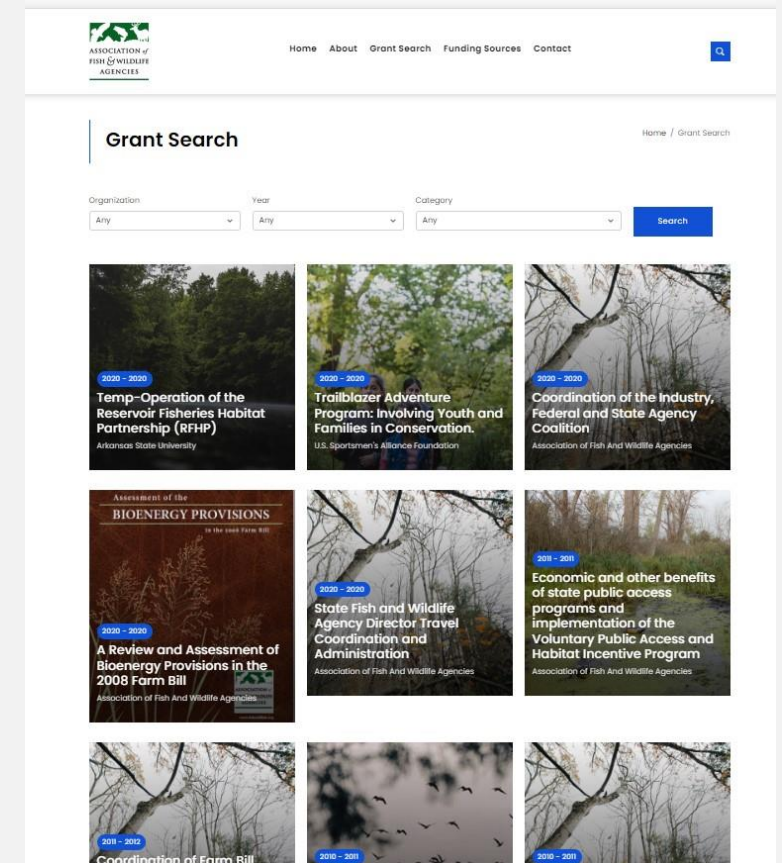 ASSOCIATION of
FISH & WILDLIFE
AGENCIES
Home About Grant Search Funding Sources Contact
Grant Search
Home / Grant Search
Organization Year Category
Any Any Any Search
2020 - 2020
Temp-Operation of the
Reservoir Fisheries Habitat
Partnership (RFHP)
Arkansas State University
2020 - 2020
Trailblazer Adventure
Program: Involving Youth and
Families in Conservation.
U.S. Sportsmen's Alliance Foundation
2020 - 2020
Coordination of the Industry,
Federal and State Agency
Coalition
Association of Fish And Wildlife Agencies
Assessment of the
BIOENERGY PROVISIONS
in the 2008 Farm Bill
2020 - 2020
A Review and Assessment of
Bioenergy Provisions in the
2008 Farm Bill
Association of Fish And Wildlife Agencies
2020 - 2020
State Fish and Wildlife
Agency Director Travel
Coordination and
Administration
Association of Fish And Wildlife Agencies
2011 - 2011
Economic and other benefits
of state public access
programs and
implementation of the
Voluntary Public Access and
Habitat Incentive Program
Association of Fish And Wildlife Agencies
2011 - 2012
Coordination of Farm Bill
2010 - 2011
2010 - 2011